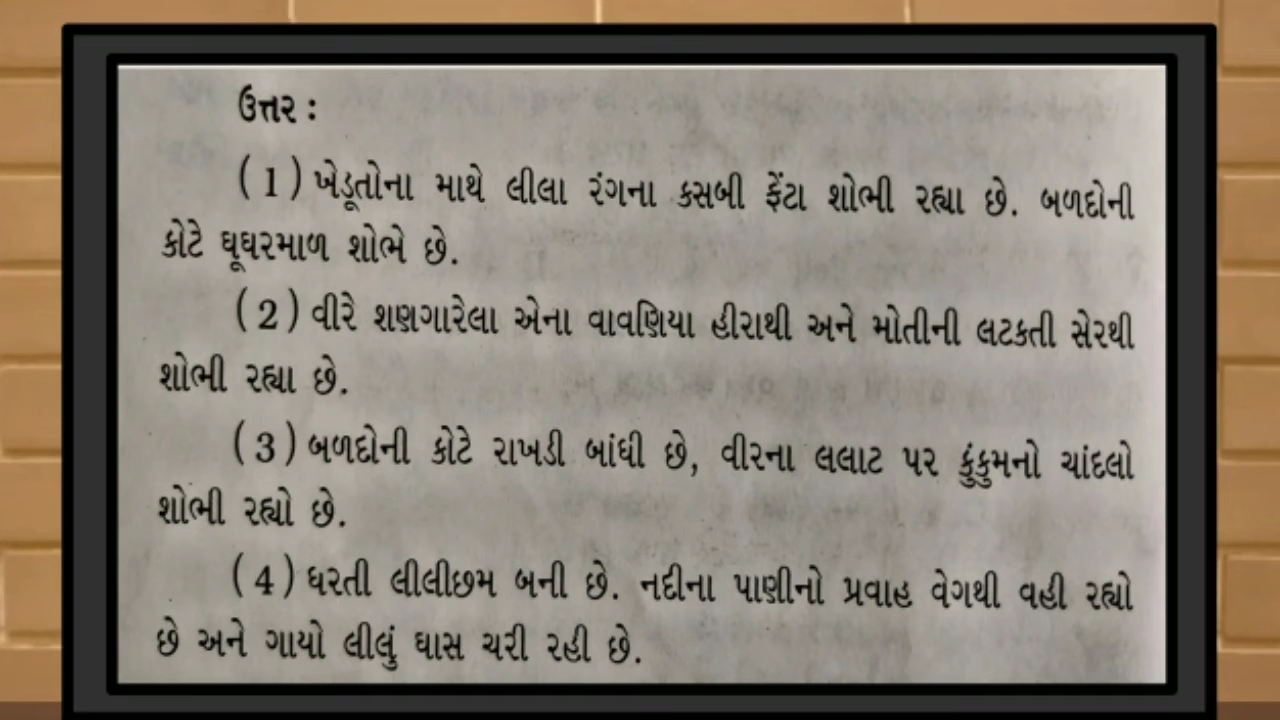 ઉત્તર :
(1) ખેડૂતોના માથે લીલા રંગના કસબી ફેંટા શોભી રહ્યા છે. બળદોની
કોટે ઘૂઘરમાળ શોભે છે.
(2) વીરે શણગારેલા એના વાવણિયા હીરાથી અને મોતીની લટકતી સેરથી
શોભી રહ્યા છે.
(3) બળદોની કોટે રાખડી બાંધી છે, વીરના લલાટ પર કુંકુમનો ચાંદલો
શોભી રહ્યો છે.
(4) ધરતી લીલીછમ બની છે. નદીના પાણીનો પ્રવાહ વેગથી વહી રહ્યો
છે અને ગાયો લીલું ઘાસ ચરી રહી છે.